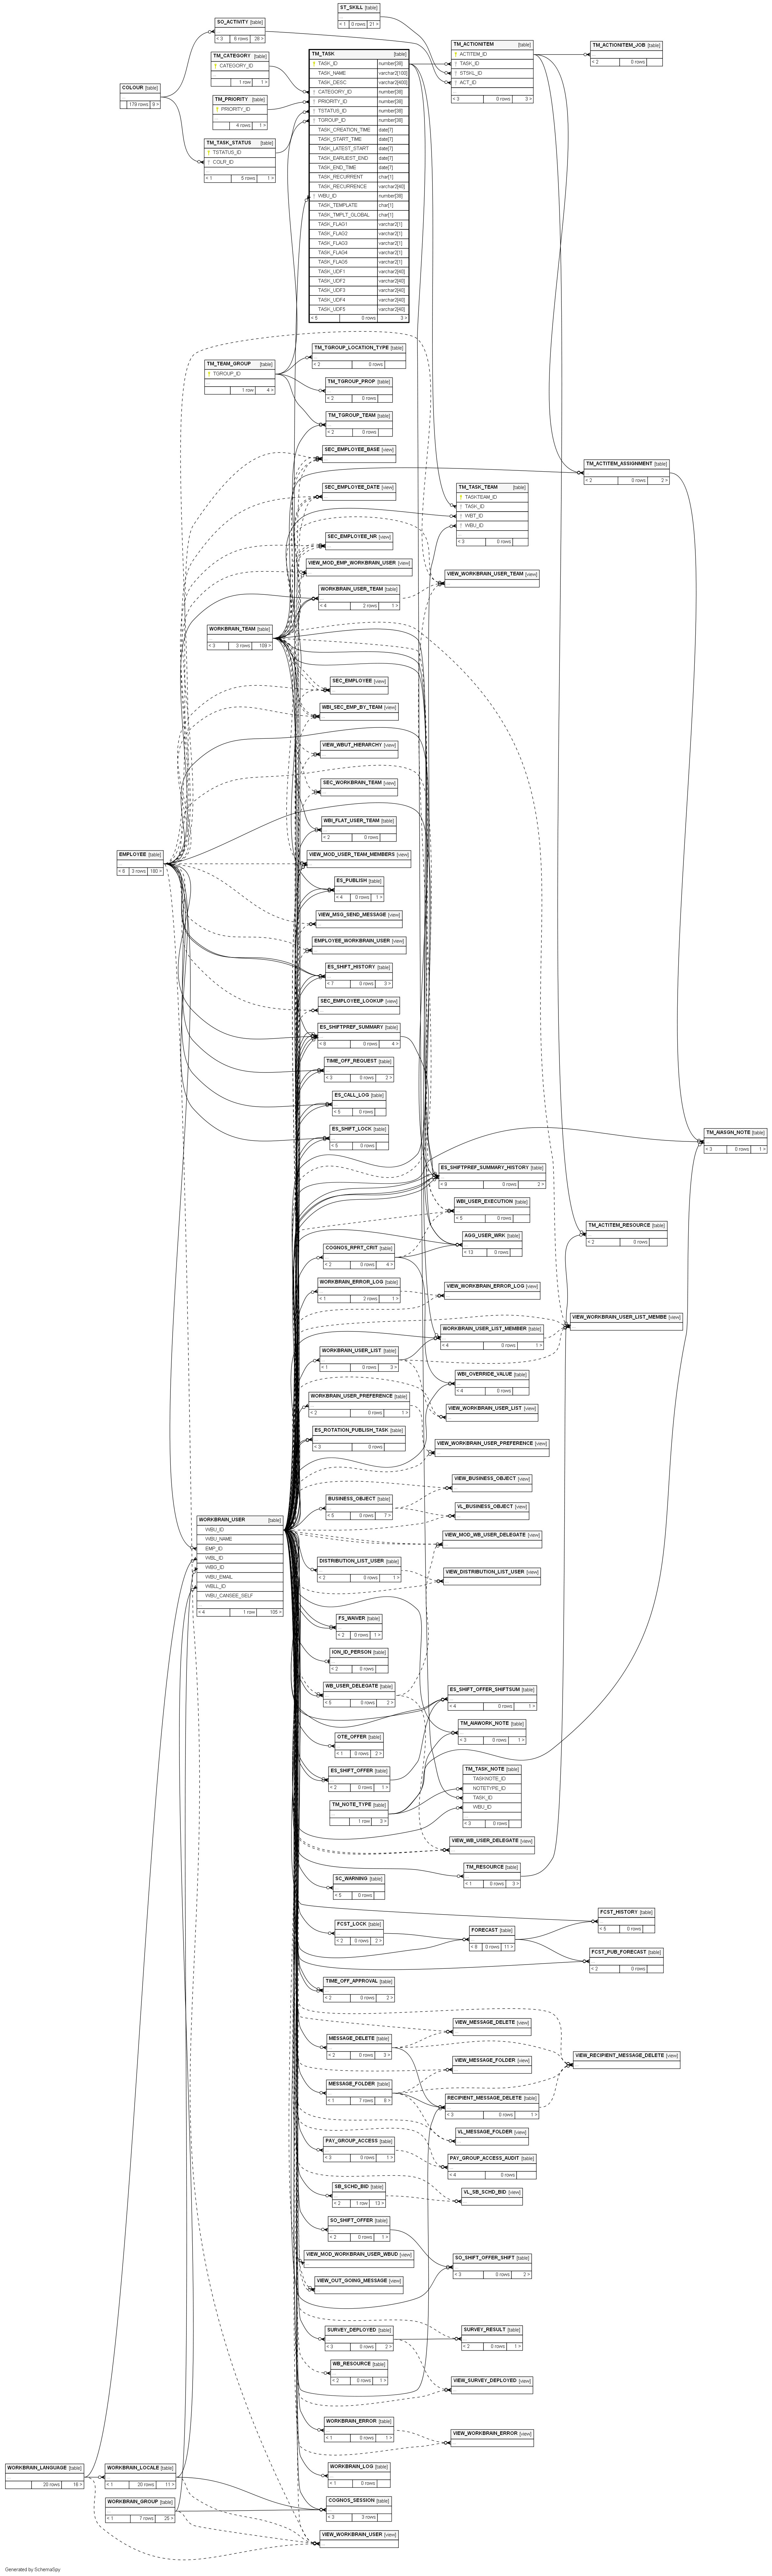 ST_SKILL [table]
< 1 0 rows 21 >
SO_ACTIVITY [table]
< 3 8 rows 28 >
TM_CATEGORY [table]
CATEGORY_ID
1 row 1 >
COLOUR [table]
179 rows 9 >
TM_PRIORITY [table]
PRIORITY_ID
4 rows 1 >
TM_TASK_STATUS [table]
TSTATUS_ID
COLR_ID
< 1 5 rows 1 >
TM_TASK [table]
TASK_ID number[38]
TASK_NAME varchar2[100]
TASK_DESC varchar2[400]
CATEGORY_ID number[38]
PRIORITY_ID number[38]
TSTATUS_ID number[38]
TGROUP_ID number[38]
TASK_CREATION_TIME date[7]
TASK_START_TIME date[7]
TASK_LATEST_START date[7]
TASK_EARLIEST_END date[7]
TASK_END_TIME date[7]
TASK_RECURRENT char[1]
TASK_RECURRENCE varchar2[40]
WBU_ID number[38]
TASK_TEMPLATE char[1]
TASK_TMPLT_GLOBAL char[1]
TASK_FLAG1 varchar2[1]
TASK_FLAG2 varchar2[1]
TASK_FLAG3 varchar2[1]
TASK_FLAG4 varchar2[1]
TASK_FLAG5 varchar2[1]
TASK_UDF1 varchar2[40]
TASK_UDF2 varchar2[40]
TASK_UDF3 varchar2[40]
TASK_UDF4 varchar2[40]
TASK_UDF5 varchar2[40]
< 5 0 rows 3 >
TM_ACTIONITEM [table]
ACTITEM_ID
TASK_ID
STSKL_ID
ACT_ID
< 3 0 rows 3 >
TM_ACTIONITEM_JOB [table]
< 2 0 rows
TM_TEAM_GROUP [table]
TGROUP_ID
1 row 4 >
TM_TGROUP_LOCATION_TYPE [table]
< 2 0 rows
TM_TGROUP_PROP [table]
< 2 0 rows
TM_TGROUP_TEAM [table]
< 2 0 rows
SEC_EMPLOYEE_BASE [view]
SEC_EMPLOYEE_DATE [view]
SEC_EMPLOYEE_NR [view]
VIEW_MOD_EMP_WORKBRAIN_USER [view]
WORKBRAIN_USER_TEAM [table]
< 4 2 rows 1 >
TM_ACTITEM_ASSIGNMENT [table]
< 2 0 rows 2 >
TM_TASK_TEAM [table]
TASKTEAM_ID
TASK_ID
WBT_ID
WBU_ID
< 3 0 rows
VIEW_WORKBRAIN_USER_TEAM [view]
WORKBRAIN_TEAM [table]
< 3 3 rows 109 >
SEC_EMPLOYEE [view]
WBI_SEC_EMP_BY_TEAM [view]
VIEW_WBUT_HIERARCHY [view]
SEC_WORKBRAIN_TEAM [view]
WBI_FLAT_USER_TEAM [table]
< 2 0 rows
EMPLOYEE [table]
< 6 3 rows 180 >
VIEW_MOD_USER_TEAM_MEMBERS [view]
ES_PUBLISH [table]
< 4 0 rows 1 >
VIEW_MSG_SEND_MESSAGE [view]
EMPLOYEE_WORKBRAIN_USER [view]
ES_SHIFT_HISTORY [table]
< 7 0 rows 3 >
SEC_EMPLOYEE_LOOKUP [view]
ES_SHIFTPREF_SUMMARY [table]
< 8 0 rows 4 >
TIME_OFF_REQUEST [table]
< 3 0 rows 2 >
ES_CALL_LOG [table]
< 5 0 rows
ES_SHIFT_LOCK [table]
< 6 0 rows
TM_AIASGN_NOTE [table]
< 3 0 rows 1 >
ES_SHIFTPREF_SUMMARY_HISTORY [table]
< 9 0 rows 2 >
WBI_USER_EXECUTION [table]
< 5 0 rows
TM_ACTITEM_RESOURCE [table]
< 2 0 rows
AGG_USER_WRK [table]
< 13 0 rows
COGNOS_RPRT_CRIT [table]
< 2 0 rows 4 >
WORKBRAIN_ERROR_LOG [table]
< 1 2 rows 1 >
VIEW_WORKBRAIN_ERROR_LOG [view]
VIEW_WORKBRAIN_USER_LIST_MEMBE [view]
WORKBRAIN_USER_LIST_MEMBER [table]
< 4 0 rows 1 >
WORKBRAIN_USER_LIST [table]
< 1 0 rows 3 >
WBI_OVERRIDE_VALUE [table]
< 4 0 rows
WORKBRAIN_USER_PREFERENCE [table]
< 2 0 rows 1 >
VIEW_WORKBRAIN_USER_LIST [view]
ES_ROTATION_PUBLISH_TASK [table]
< 3 0 rows
VIEW_WORKBRAIN_USER_PREFERENCE [view]
VIEW_BUSINESS_OBJECT [view]
BUSINESS_OBJECT [table]
< 5 0 rows 7 >
VL_BUSINESS_OBJECT [view]
WORKBRAIN_USER [table]
WBU_ID
WBU_NAME
EMP_ID
WBL_ID
WBG_ID
WBU_EMAIL
WBLL_ID
WBU_CANSEE_SELF
< 4 1 row 105 >
VIEW_MOD_WB_USER_DELEGATE [view]
DISTRIBUTION_LIST_USER [table]
< 2 0 rows 1 >
VIEW_DISTRIBUTION_LIST_USER [view]
FS_WAIVER [table]
< 2 0 rows 1 >
ION_ID_PERSON [table]
< 2 0 rows
WB_USER_DELEGATE [table]
< 5 0 rows 2 >
ES_SHIFT_OFFER_SHIFTSUM [table]
< 4 0 rows 1 >
TM_AIAWORK_NOTE [table]
< 3 0 rows 1 >
OTE_OFFER [table]
< 1 0 rows 2 >
ES_SHIFT_OFFER [table]
< 2 0 rows 1 >
TM_TASK_NOTE [table]
TASKNOTE_ID
NOTETYPE_ID
TASK_ID
WBU_ID
< 3 0 rows
TM_NOTE_TYPE [table]
1 row 3 >
VIEW_WB_USER_DELEGATE [view]
TM_RESOURCE [table]
< 1 0 rows 3 >
SC_WARNING [table]
< 5 0 rows
FCST_HISTORY [table]
< 5 0 rows
FCST_LOCK [table]
< 2 0 rows 2 >
FORECAST [table]
< 8 0 rows 11 >
FCST_PUB_FORECAST [table]
< 2 0 rows
TIME_OFF_APPROVAL [table]
< 2 0 rows 2 >
VIEW_MESSAGE_DELETE [view]
MESSAGE_DELETE [table]
< 2 0 rows 3 >
VIEW_RECIPIENT_MESSAGE_DELETE [view]
VIEW_MESSAGE_FOLDER [view]
MESSAGE_FOLDER [table]
< 1 7 rows 8 >
RECIPIENT_MESSAGE_DELETE [table]
< 3 0 rows 1 >
VL_MESSAGE_FOLDER [view]
PAY_GROUP_ACCESS [table]
< 3 0 rows 1 >
PAY_GROUP_ACCESS_AUDIT [table]
< 4 0 rows
SB_SCHD_BID [table]
< 2 1 row 13 >
VL_SB_SCHD_BID [view]
SO_SHIFT_OFFER [table]
< 2 0 rows 1 >
VIEW_MOD_WORKBRAIN_USER_WBUD [view]
SO_SHIFT_OFFER_SHIFT [table]
< 3 0 rows 2 >
VIEW_OUT_GOING_MESSAGE [view]
SURVEY_DEPLOYED [table]
< 3 0 rows 2 >
SURVEY_RESULT [table]
< 2 0 rows 1 >
WB_RESOURCE [table]
< 2 0 rows 1 >
VIEW_SURVEY_DEPLOYED [view]
WORKBRAIN_ERROR [table]
< 1 0 rows 1 >
VIEW_WORKBRAIN_ERROR [view]
WORKBRAIN_LANGUAGE [table]
20 rows 16 >
WORKBRAIN_LOCALE [table]
< 1 20 rows 11 >
WORKBRAIN_LOG [table]
< 1 0 rows
WORKBRAIN_GROUP [table]
< 1 7 rows 25 >
COGNOS_SESSION [table]
< 3 3 rows
VIEW_WORKBRAIN_USER [view]
Generated by SchemaSpy